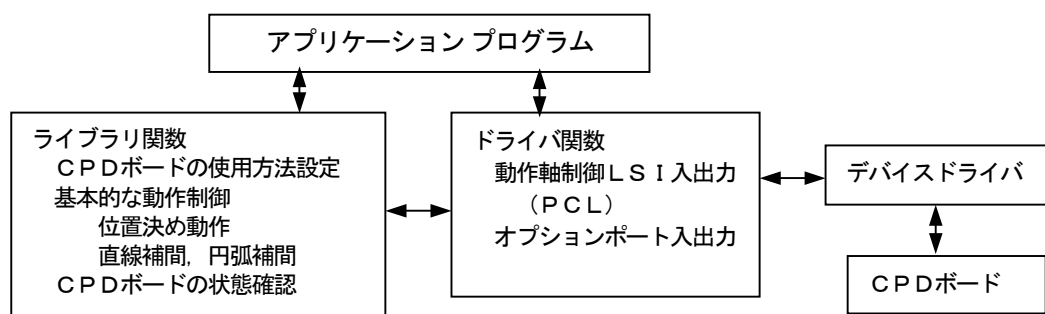 アプリケーション プログラム
ライブラリ関数
ＣＰＤボードの使用方法設定
基本的な動作制御
位置決め動作
直線補間，円弧補間
ＣＰＤボードの状態確認
ドライバ関数
動作軸制御ＬＳＩ入出力
（ＰＣＬ）
オプションポート入出力
デバイスドライバ
ＣＰＤボード